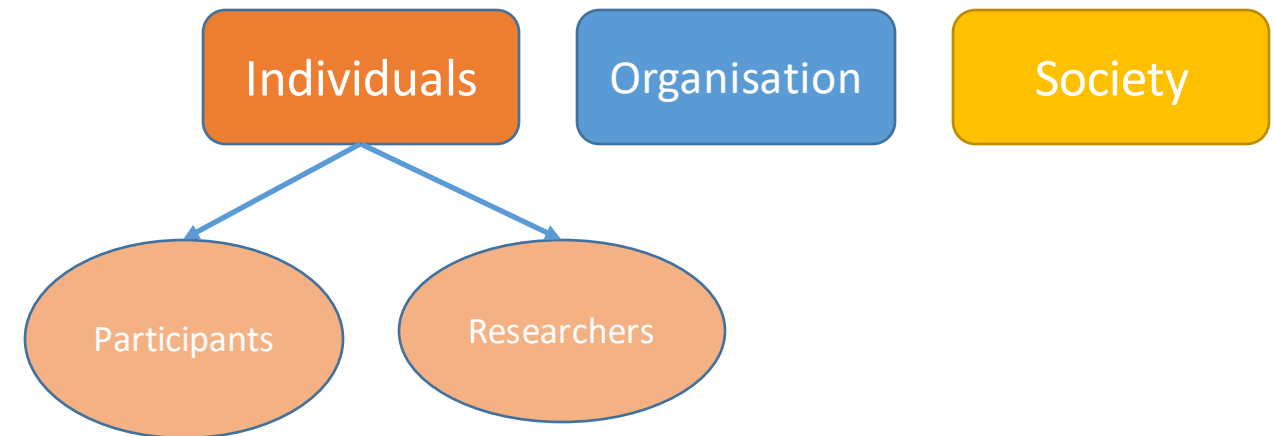 Individuals
Organisation
Society
Participants
Researchers